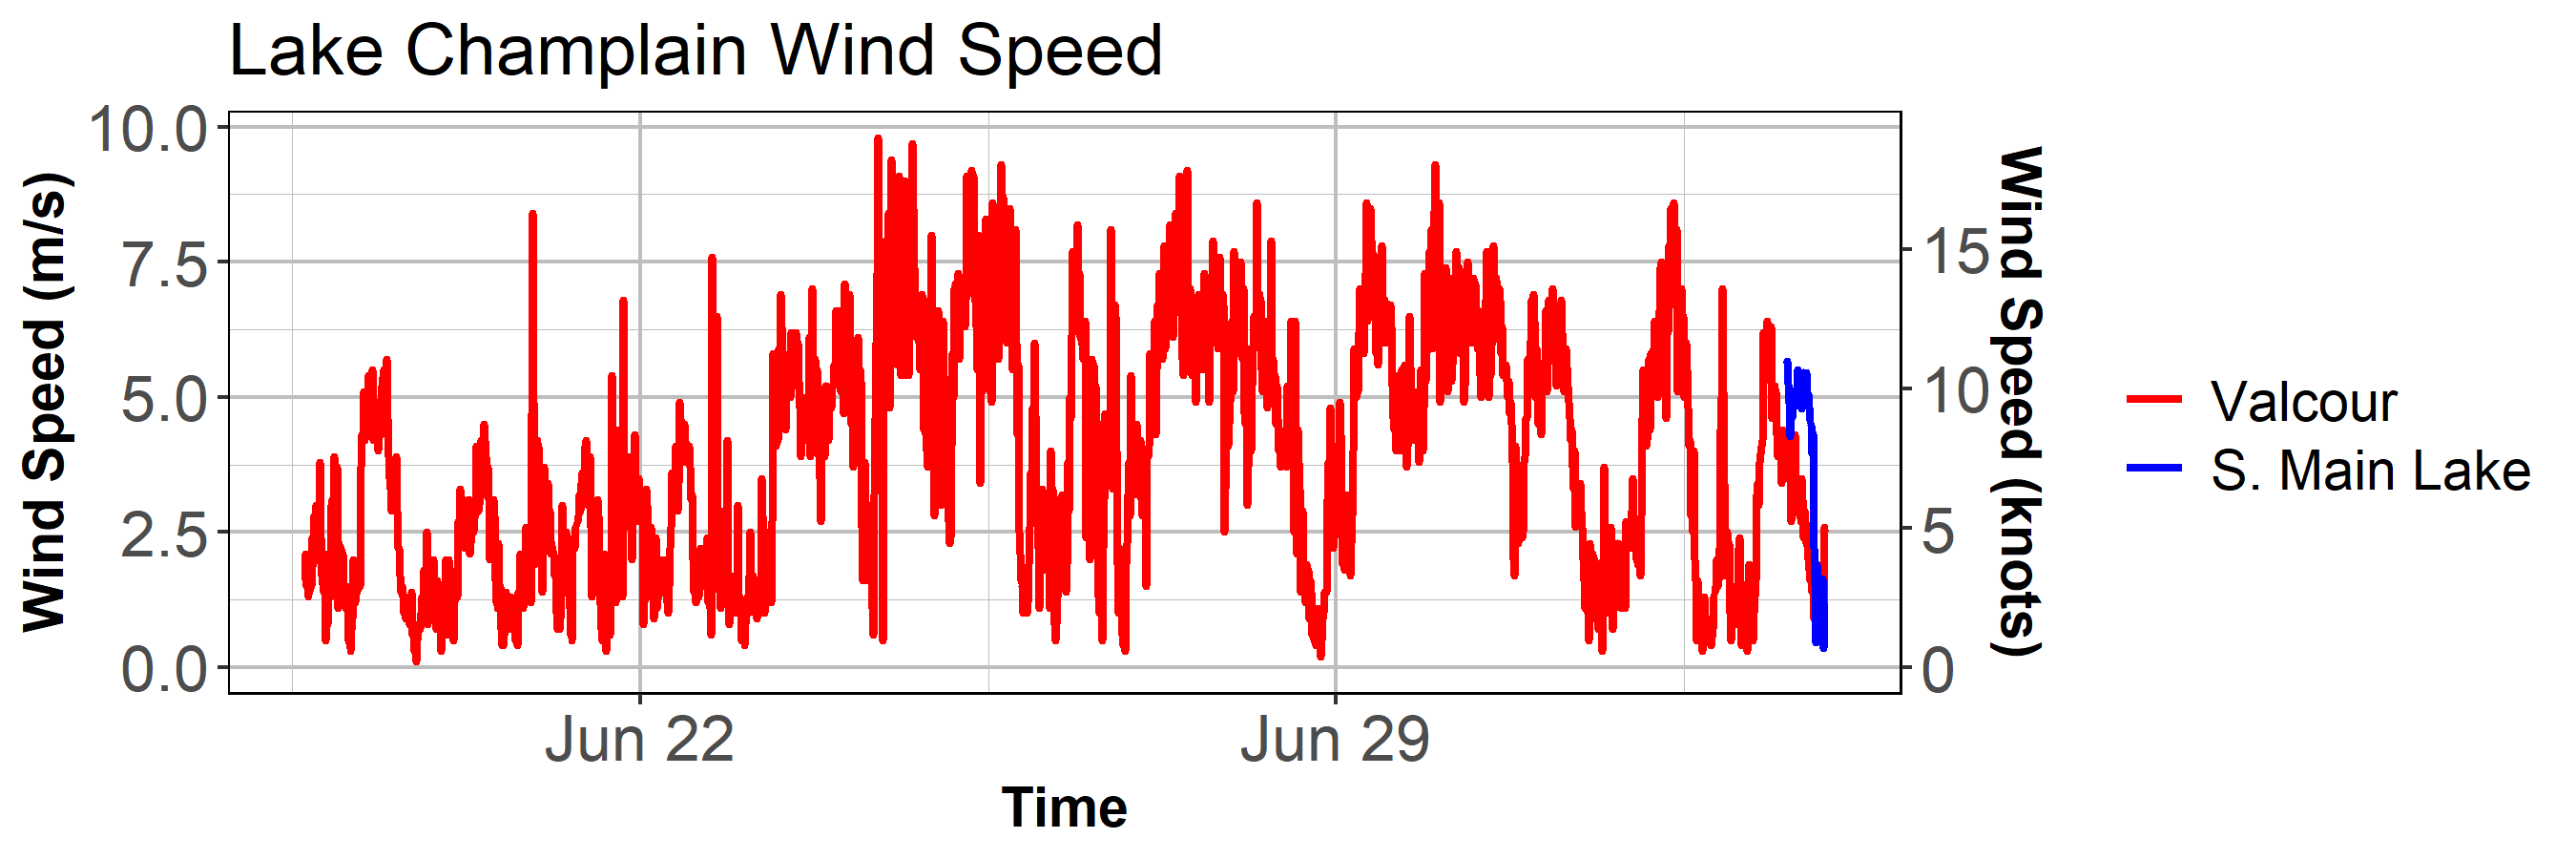 Lake Champlain Wind Speed
Wind Speed (m/s)
10.0
7.5
5.0
2.5
0.0
Wind Speed (knots)
15
10
5
0
Jun 22
Jun 29
Time
Valcour
S. Main Lake